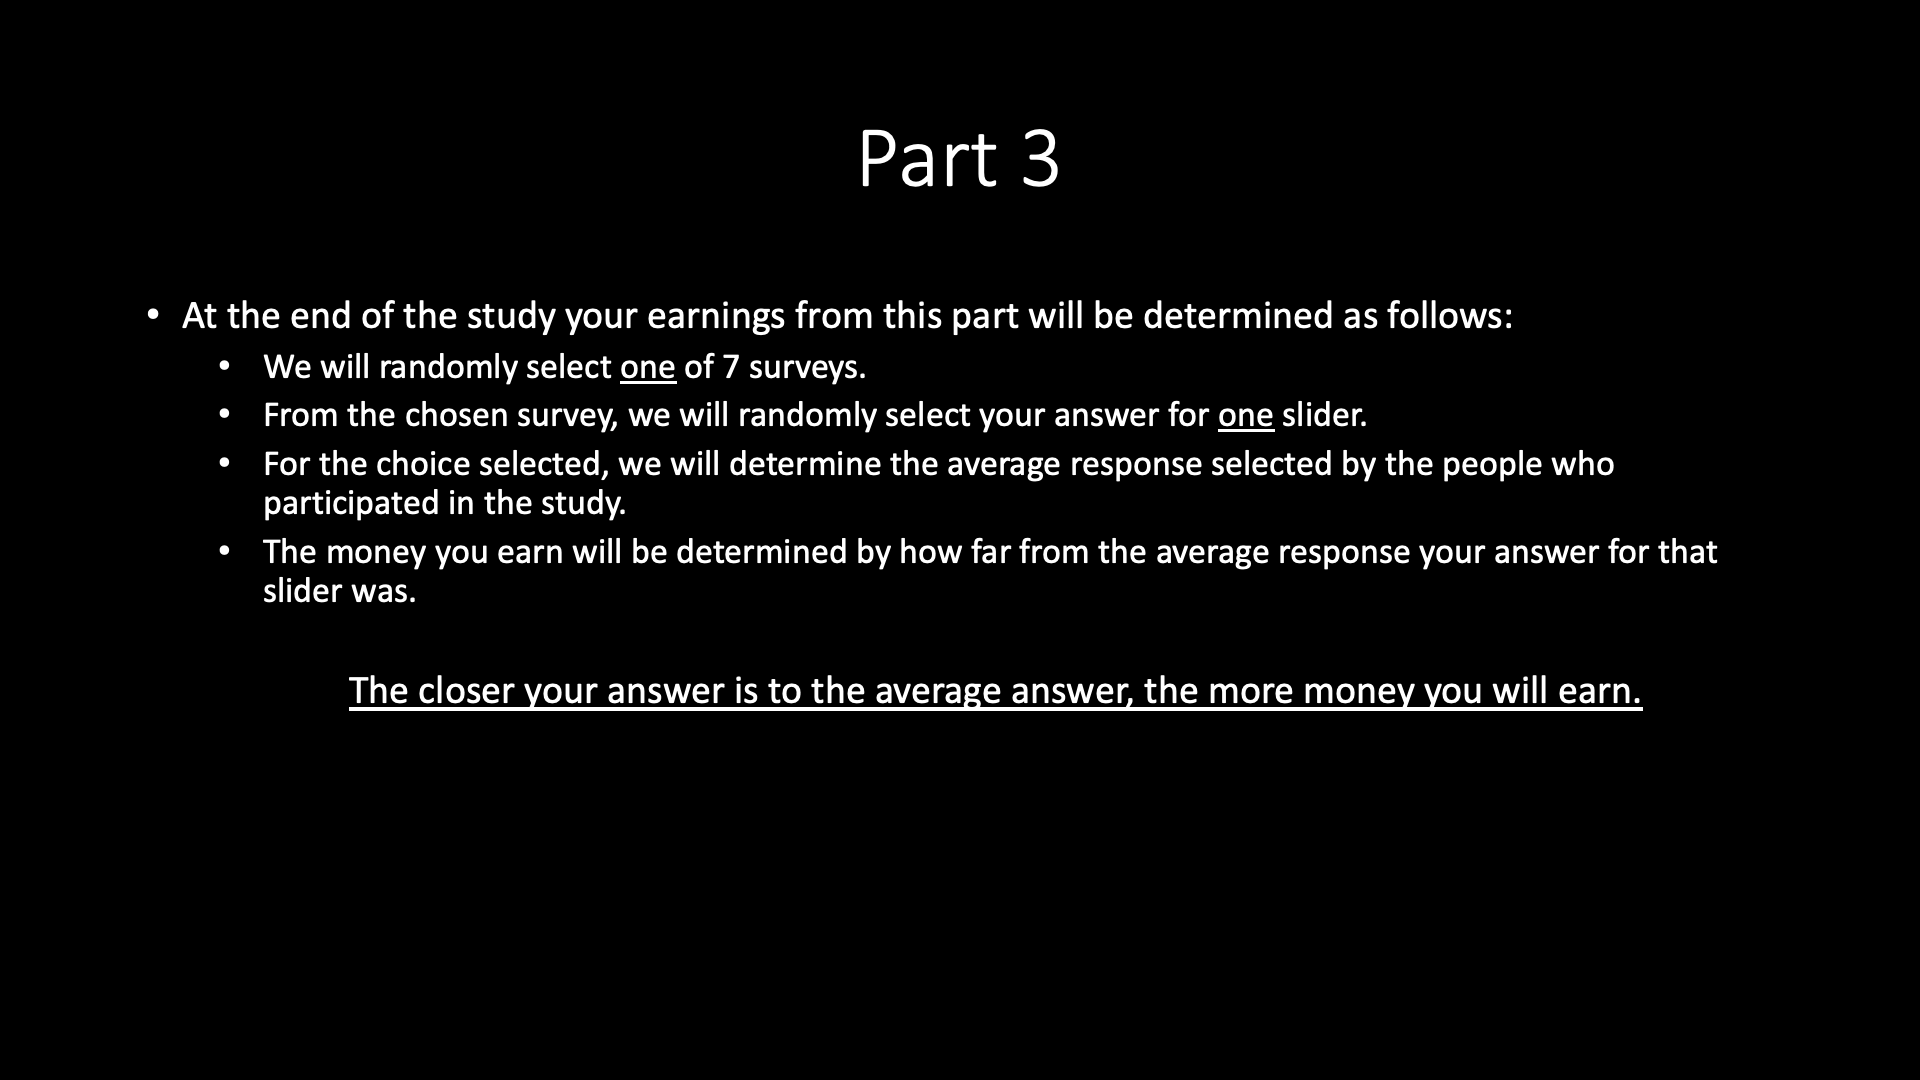 Part 3
• At the end of the study your earnings from this part will be determined as follows:
• We will randomly select one of 7 surveys.
• From the chosen survey, we will randomly select your answer for one slider.
• For the choice selected, we will determine the average response selected by the people who
participated in the study.
• The money you earn will be determined by how far from the average response your answer for that
slider was.
The closer your answer is to the average answer, the more money you will earn.